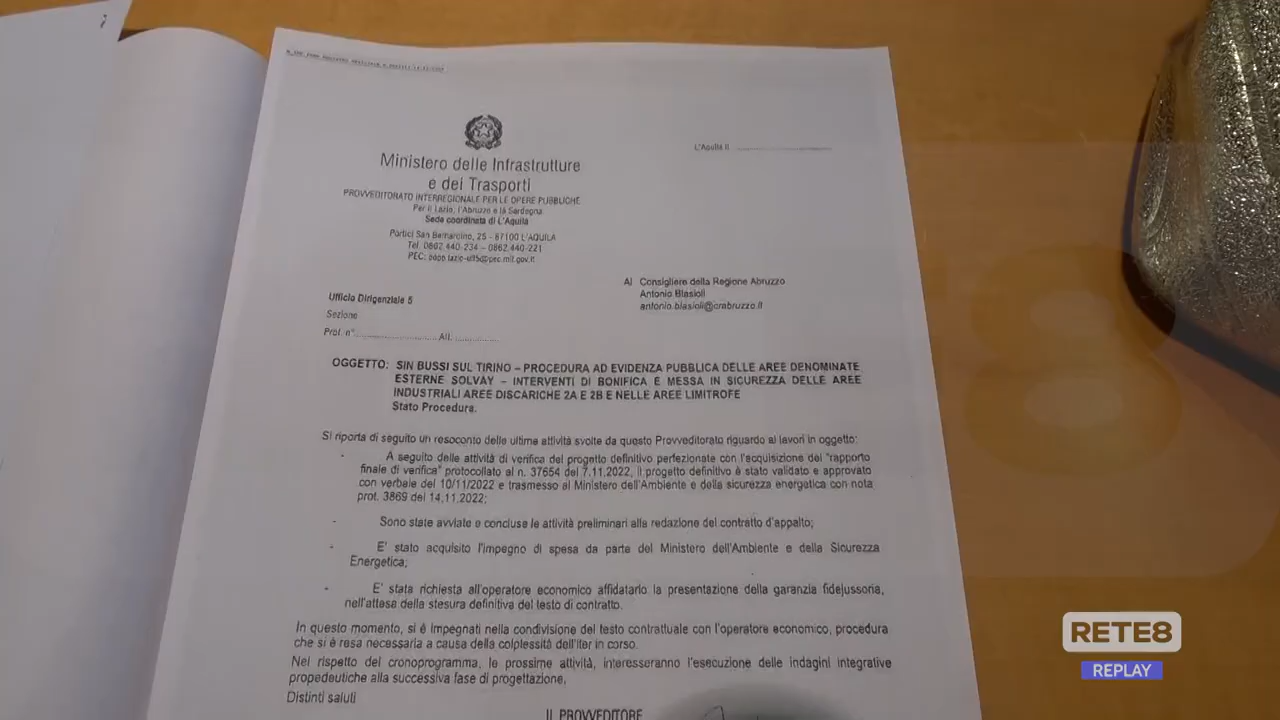 Ministero delle Infrastrutture
e dei Trasporti
PROVVEDITORATO INTERREGIONALE PER LE OPERE PUBBLICHE
Per il Lazio, l'Abruzzo e la Sardegna
Sede coordinata di L'Aquila
Portici San Bernardino, 25 – 67100 L'AQUILA
Tel. 0862 440-234 – 0862 440-221
PEC:
L'Aquila lì
Al Consigliere della Regione Abruzzo
Antonio Blasioli
antonio.blasioli@crabruzzo.it
Ufficio Dirigenziale 5
Sezione
Prot. n°.................... All. ............
OGGETTO: SIN BUSSI SUL TIRINO – PROCEDURA AD EVIDENZA PUBBLICA DELLE AREE DENOMINATE
ESTERNE SOLVAY – INTERVENTI DI BONIFICA E MESSA IN SICUREZZA DELLE AREE
INDUSTRIALI AREE DISCARICHE 2A E 2B E NELLE AREE LIMITROFE
Stato Procedura.
Si riporta di seguito un resoconto delle ultime attività svolte da questo Provveditorato riguardo ai lavori in oggetto:
- A seguito delle attività di verifica del progetto definitivo perfezionate con l'acquisizione del "rapporto
finale di verifica" protocollato al n. 37654 del 7.11.2022, il progetto definitivo è stato validato e approvato
con verbale del 10/11/2022 e trasmesso al Ministero dell'Ambiente e della sicurezza energetica con nota
prot. 3869 del 14.11.2022;
- Sono state avviate e concluse le attività preliminari alla redazione del contratto d'appalto;
- E' stato acquisito l'impegno di spesa da parte del Ministero dell'Ambiente e della Sicurezza
Energetica;
- E' stata richiesta all'operatore economico affidatario la presentazione della garanzia fidejussoria,
nell'attesa della stesura definitiva del testo di contratto.
In questo momento, si è impegnati nella condivisione del testo contrattuale con l'operatore economico, procedura
che si è resa necessaria a causa della colplessità dell'iter in corso.
Nel rispetto del cronoprogramma, le prossime attività, interesseranno l'esecuzione delle indagini integrative
propedeutiche alla successiva fase di progettazione.
Distinti saluti
IL PROVVEDITORE
RETE8
REPLAY